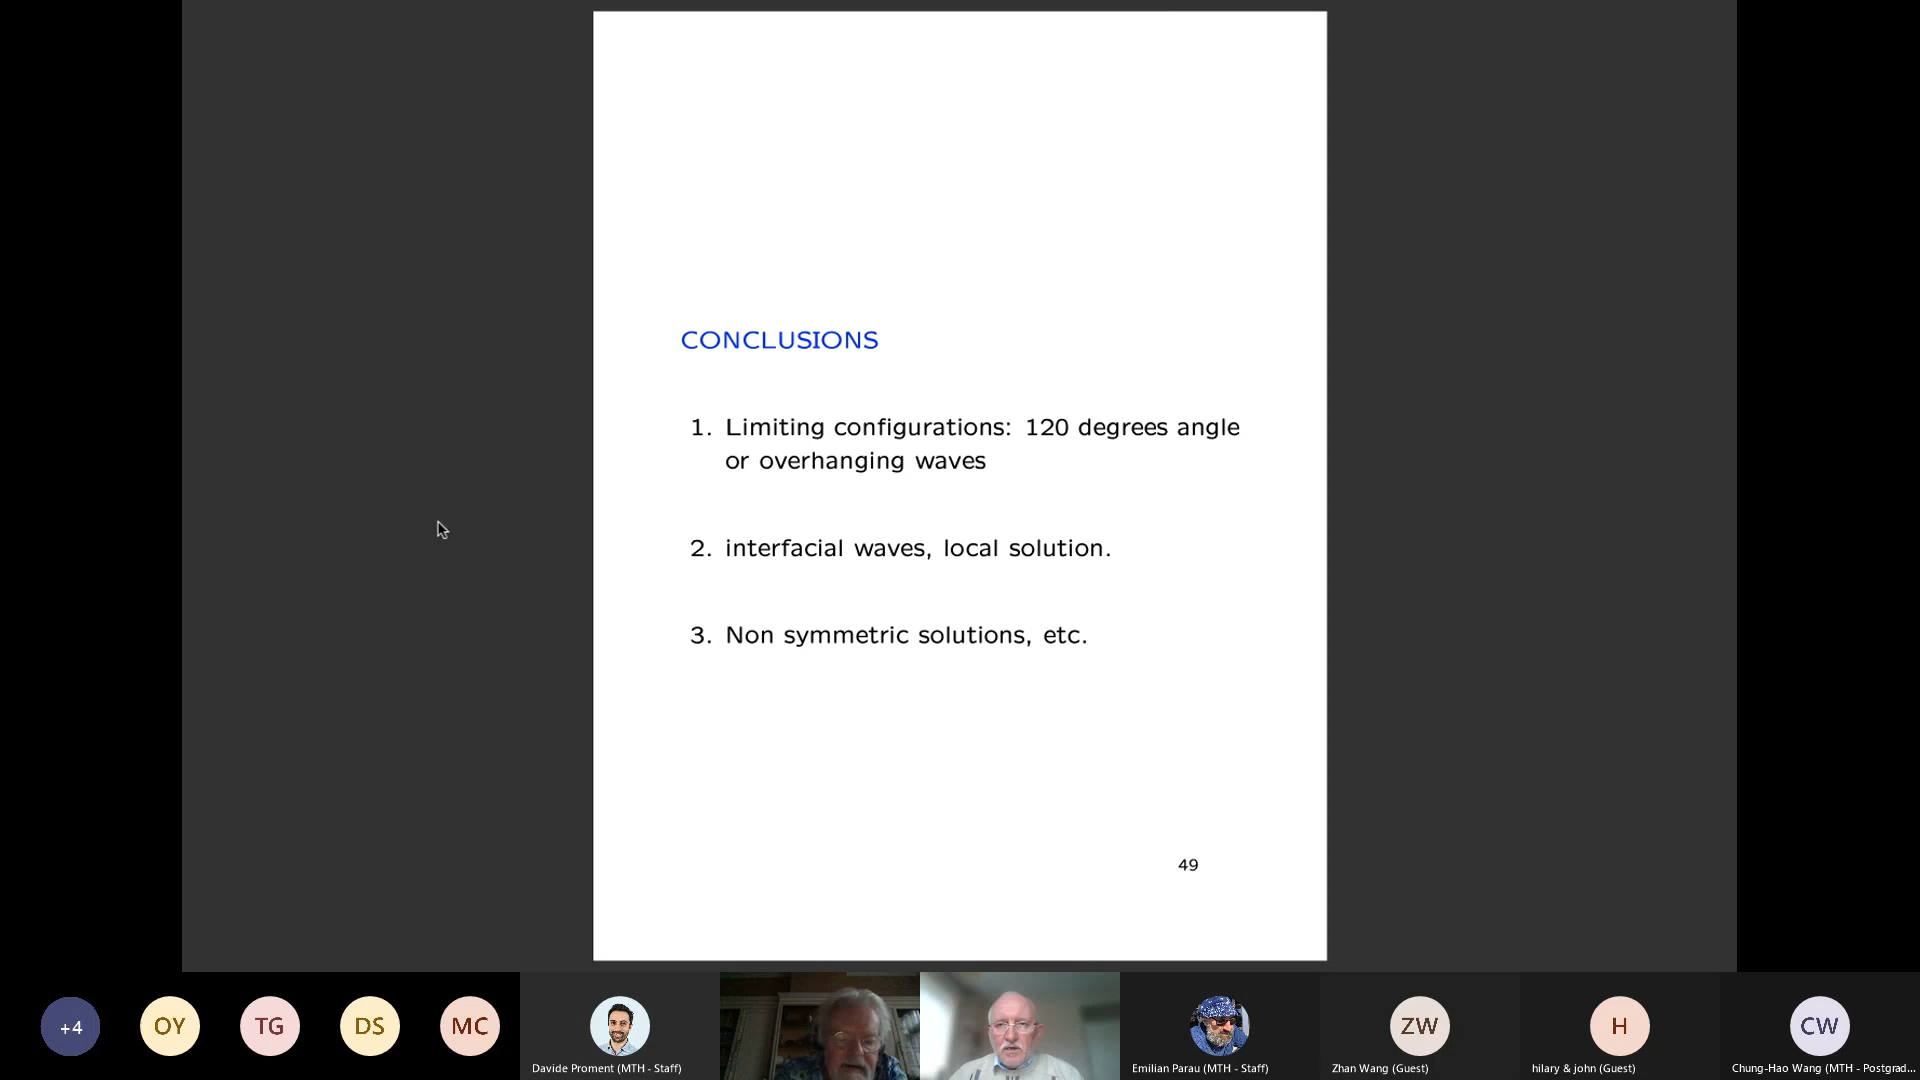 CONCLUSIONS
1. Limiting configurations: 120 degrees angle
or overhanging waves
2. interfacial waves, local solution.
3. Non symmetric solutions, etc.
49
+4
OY
TG
DS
MC
Davide Proment (MTH - Staff)
Emilian Parau (MTH - Staff)
ZW
Zhan Wang (Guest)
H
hilary & john (Guest)
CW
Chung-Hao Wang (MTH - Postgrad...